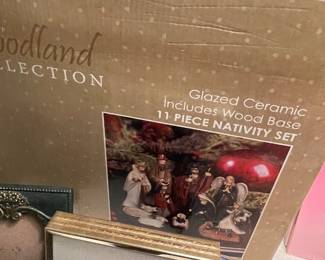 oodland
LLECTION
Glazed Ceramic
Includes Wood Base
11 PIECE NATIVITY SET